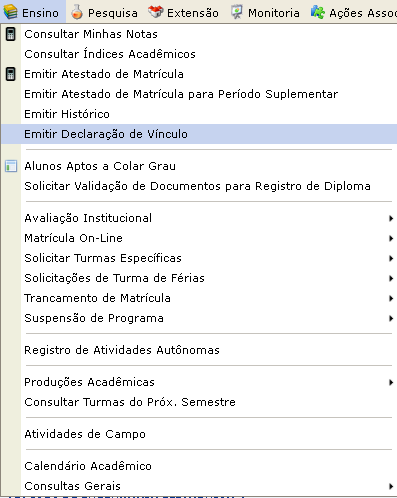 Ensino Pesquisa Extensão Monitoria Ações Assoc
Consultar Minhas Notas
Consultar Índices Acadêmicos
Emitir Atestado de Matrícula
Emitir Atestado de Matrícula para Período Suplementar
Emitir Histórico
Emitir Declaração de Vínculo
Alunos Aptos a Colar Grau
Solicitar Validação de Documentos para Registro de Diploma
Avaliação Institucional
Matrícula On-Line
Solicitar Turmas Específicas
Solicitações de Turma de Férias
Trancamento de Matrícula
Suspensão de Programa
Registro de Atividades Autônomas
Produções Acadêmicas
Consultar Turmas do Próx. Semestre
Atividades de Campo
Calendário Acadêmico
Consultas Gerais